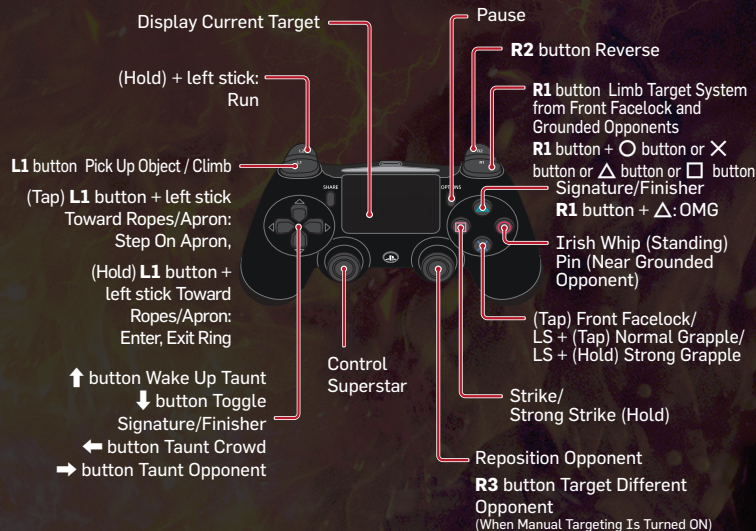 Display Current Target
Pause
R2 button Reverse
(Hold) + left stick:
Run
R1 button Limb Target System
from Front Facelock and
Grounded Opponents
R1 button + ○ button or ✕
button or △ button or □ button
L1 button Pick Up Object / Climb
(Tap) L1 button + left stick
Toward Ropes/Apron:
Step On Apron,
(Hold) L1 button +
left stick Toward
Ropes/Apron:
Enter, Exit Ring
Signature/Finisher
R1 button + △: OMG
Irish Whip (Standing)
Pin (Near Grounded
Opponent)
(Tap) Front Facelock/
LS + (Tap) Normal Grapple/
LS + (Hold) Strong Grapple
⬆ button Wake Up Taunt
⬇ button Toggle
Signature/Finisher
⬅ button Taunt Crowd
➡ button Taunt Opponent
Control
Superstar
Strike/
Strong Strike (Hold)
Reposition Opponent
R3 button Target Different
Opponent
(When Manual Targeting Is Turned ON)
SHARE
OPTIONS
L1
R1